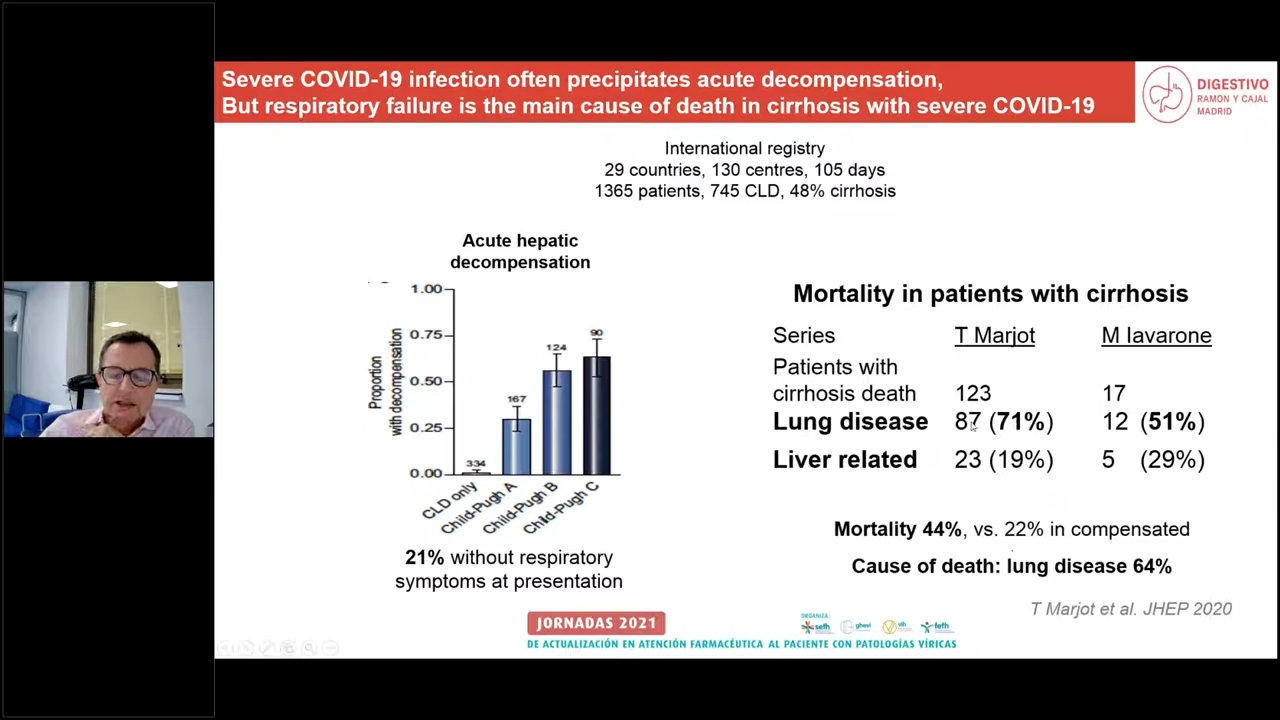 Severe COVID-19 infection often precipitates acute decompensation,
But respiratory failure is the main cause of death in cirrhosis with severe COVID-19
DIGESTIVO
RAMON Y CAJAL
MADRID
International registry
29 countries, 130 centres, 105 days
1365 patients, 745 CLD, 48% cirrhosis
Acute hepatic
decompensation
Proportion
with decompensation
1.00
0.75
0.50
0.25
0.00
334
167
124
90
CLD only
Child-Pugh A
Child-Pugh B
Child-Pugh C
21% without respiratory
symptoms at presentation
Mortality in patients with cirrhosis
Series T Marjot M Iavarone
Patients with
cirrhosis death 123 17
Lung disease 87 (71%) 12 (51%)
Liver related 23 (19%) 5 (29%)
Mortality 44%, vs. 22% in compensated
Cause of death: lung disease 64%
T Marjot et al. JHEP 2020
JORNADAS 2021
ORGANIZA:
sefh ghevi vih fefh
DE ACTUALIZACIÓN EN ATENCIÓN FARMACÉUTICA AL PACIENTE CON PATOLOGÍAS VÍRICAS